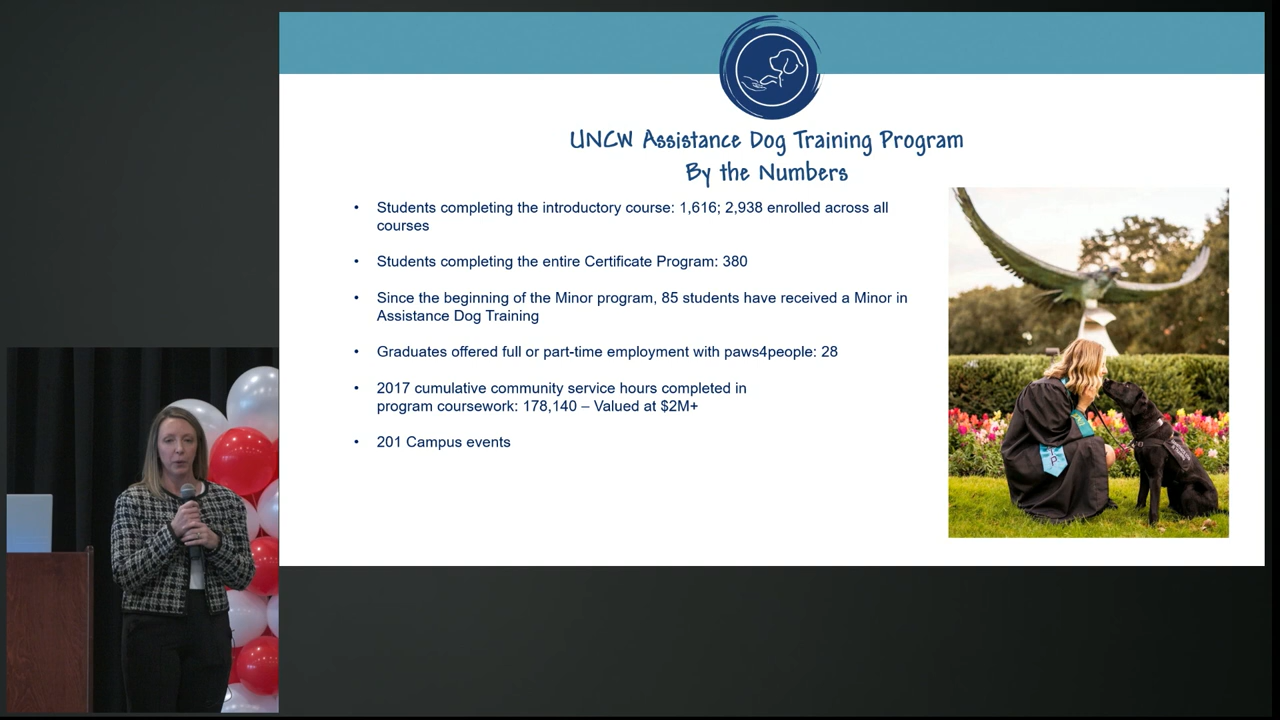 UNCW Assistance Dog Training Program
By the Numbers
• Students completing the introductory course: 1,616; 2,938 enrolled across all
courses
• Students completing the entire Certificate Program: 380
• Since the beginning of the Minor program, 85 students have received a Minor in
Assistance Dog Training
• Graduates offered full or part-time employment with paws4people: 28
• 2017 cumulative community service hours completed in
program coursework: 178,140 – Valued at $2M+
• 201 Campus events